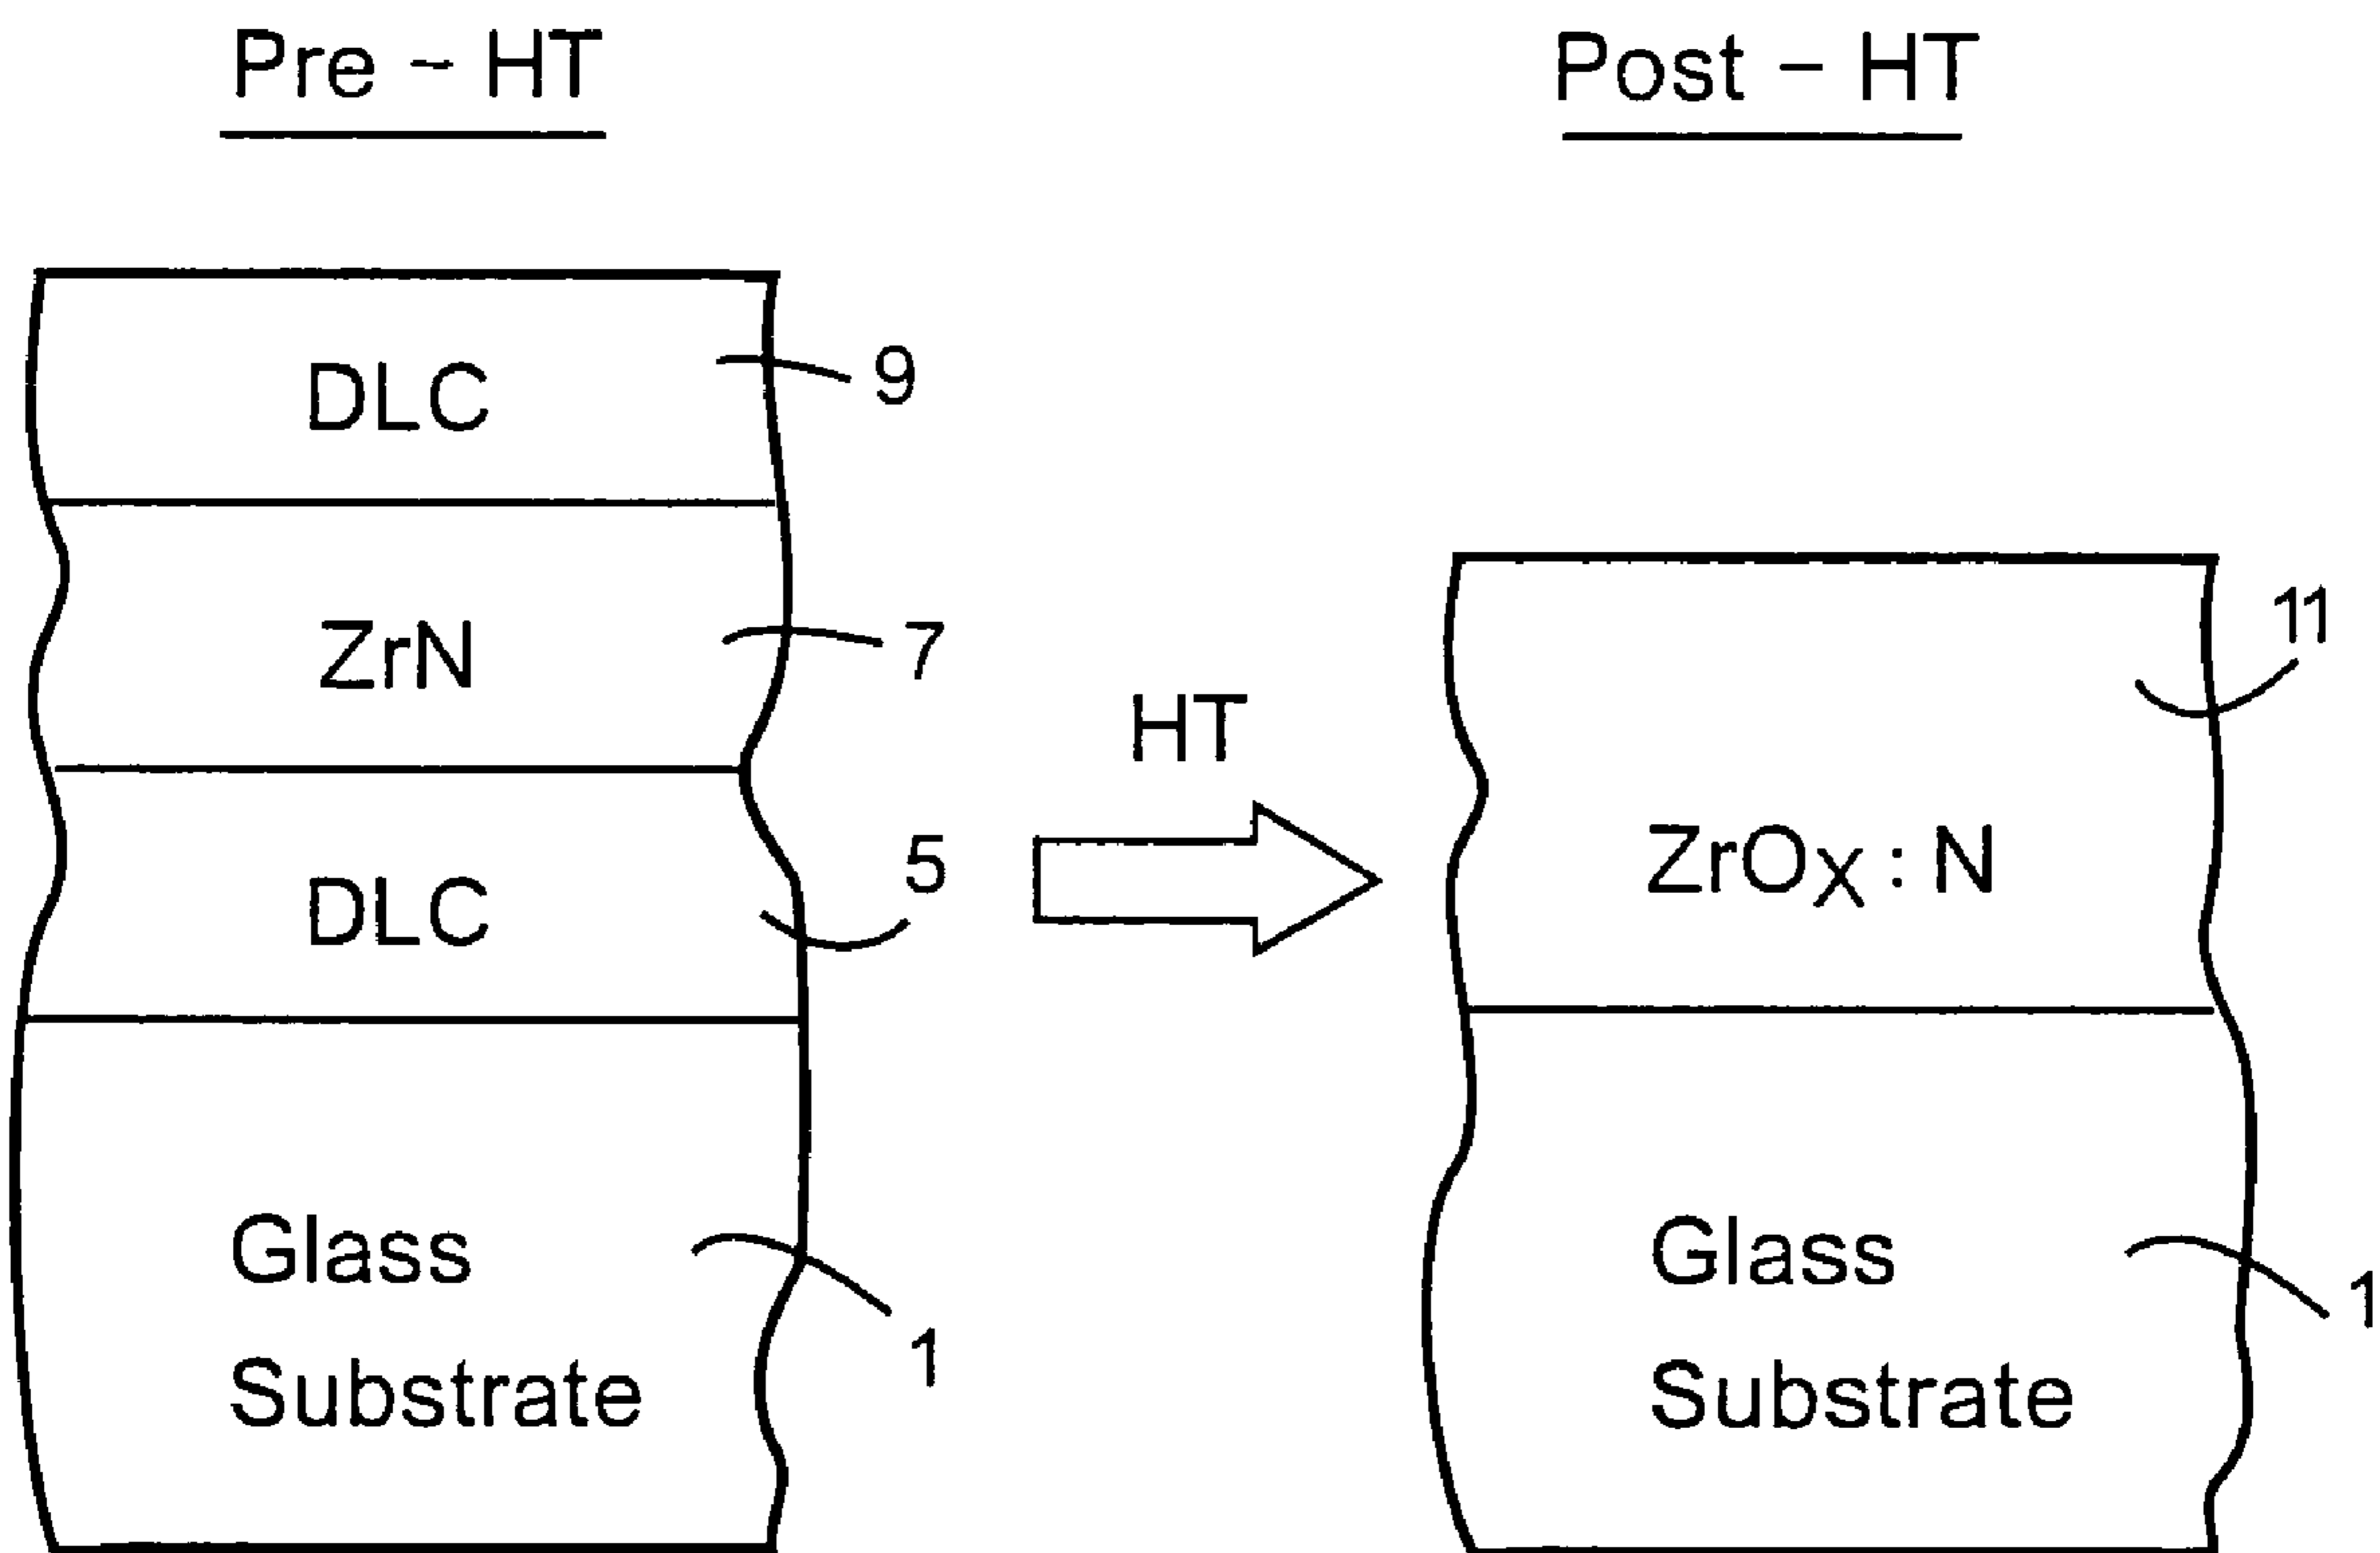 Pre - HT
Post - HT
DLC
9
ZrN
7
HT
DLC
5
Glass
Substrate
1
11
ZrOX : N
Glass
Substrate
1